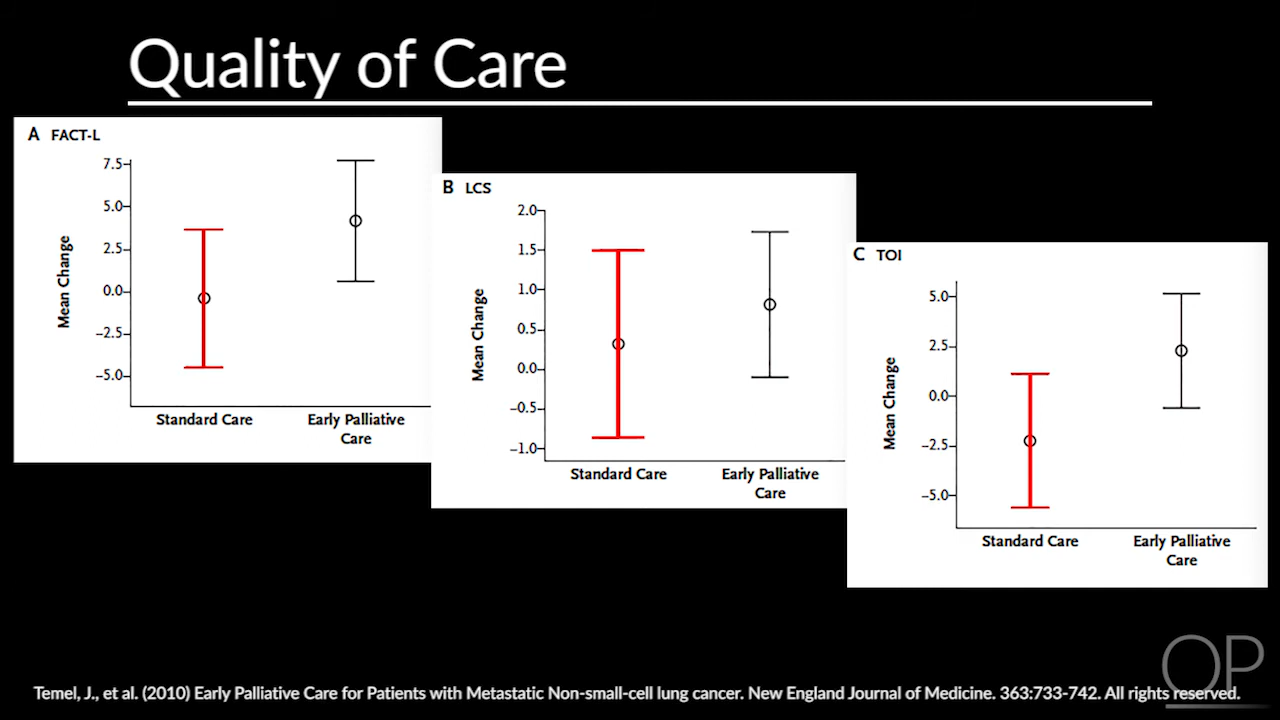 Quality of Care
A FACT-L
7.5
5.0
2.5
0.0
-2.5
-5.0
Mean Change
Standard Care
Early Palliative
Care
B LCS
2.0
1.5
1.0
0.5
0.0
-0.5
-1.0
Mean Change
Standard Care
Early Palliative
Care
C TOI
5.0
2.5
0.0
-2.5
-5.0
Mean Change
Standard Care
Early Palliative
Care
OP
Temel, J., et al. (2010) Early Palliative Care for Patients with Metastatic Non-small-cell lung cancer. New England Journal of Medicine. 363:733-742. All rights reserved.